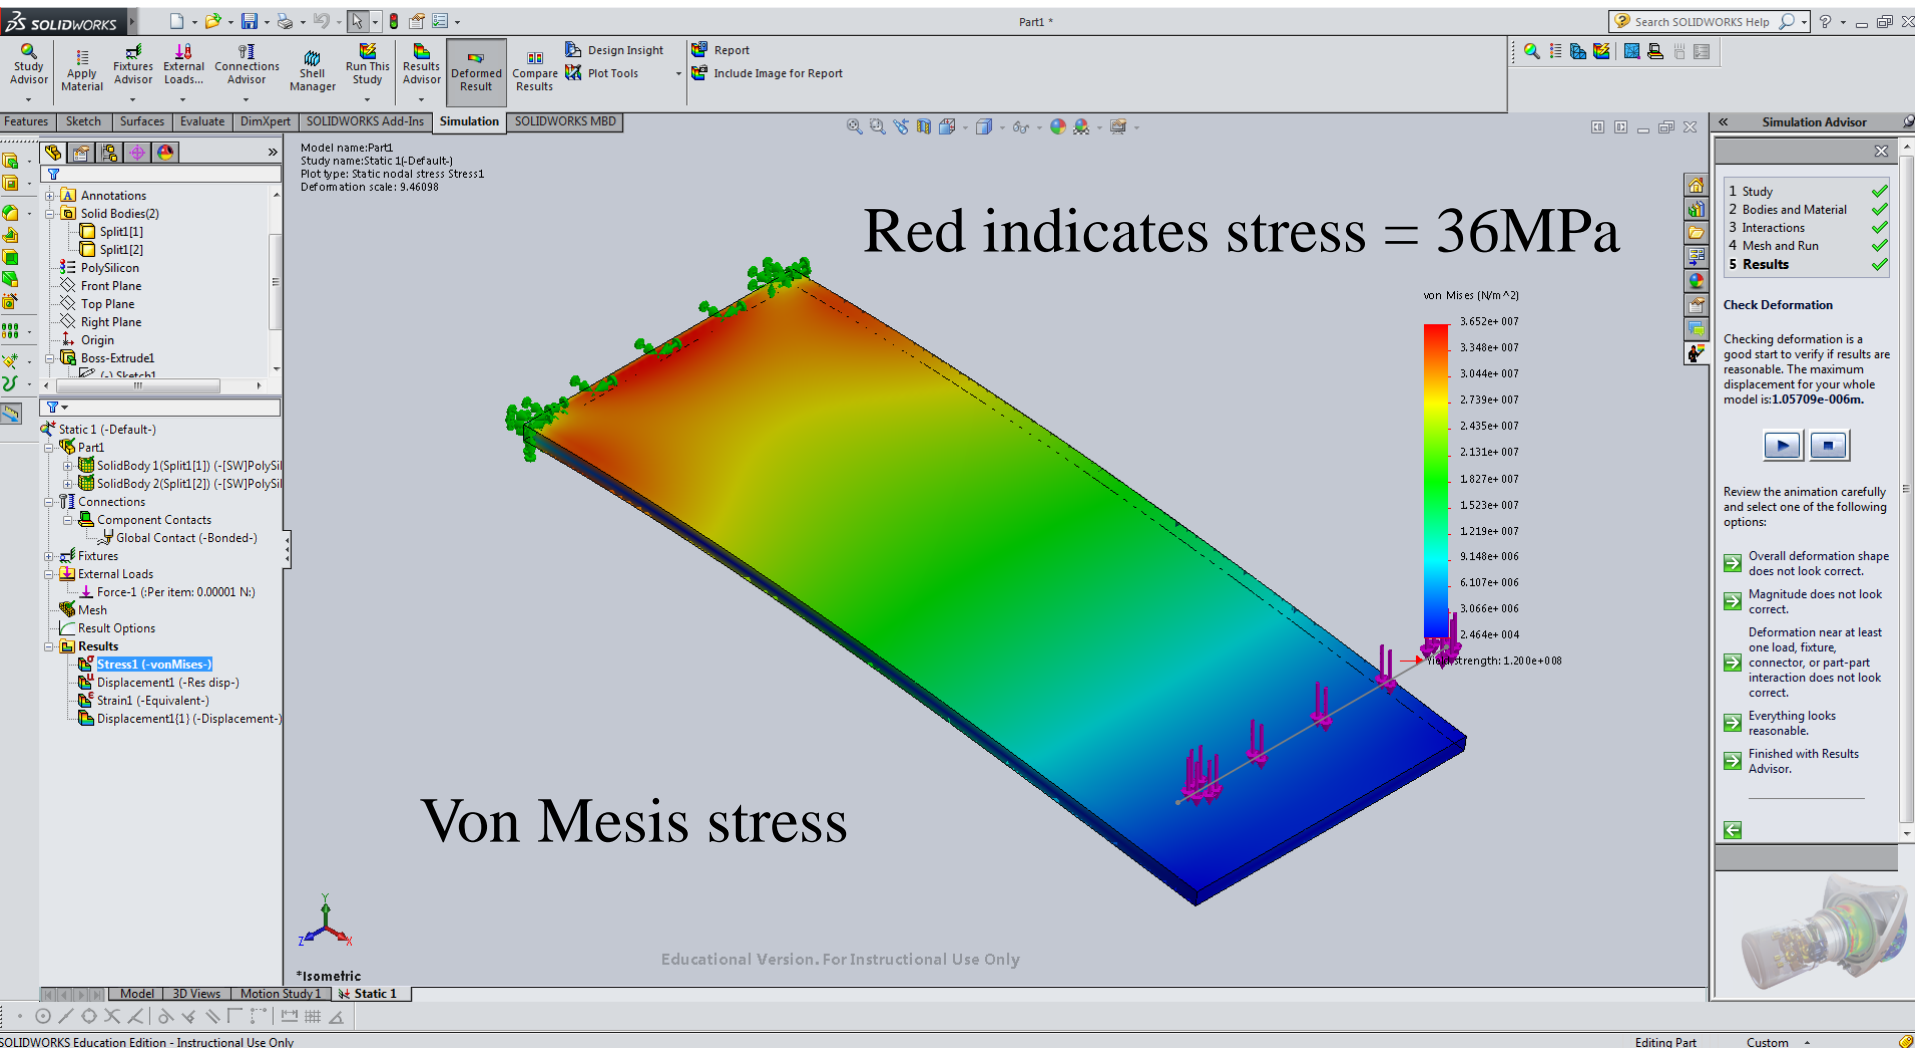 SOLIDWORKS
Part1 *
Search SOLIDWORKS Help
Study Advisor
Apply Material
Fixtures Advisor
External Loads...
Connections Advisor
Shell Manager
Run This Study
Results Advisor
Deformed Result
Compare Results
Design Insight
Plot Tools
Report
Include Image for Report
Features
Sketch
Surfaces
Evaluate
DimXpert
SOLIDWORKS Add-Ins
Simulation
SOLIDWORKS MBD
Annotations
Solid Bodies(2)
Split1[1]
Split1[2]
PolySilicon
Front Plane
Top Plane
Right Plane
Origin
Boss-Extrude1
(-) Sketch1
Static 1 (-Default-)
Part1
SolidBody 1(Split1[1]) (-[SW]PolySil
SolidBody 2(Split1[2]) (-[SW]PolySil
Connections
Component Contacts
Global Contact (-Bonded-)
Fixtures
External Loads
Force-1 (:Per item: 0.00001 N:)
Mesh
Result Options
Results
Stress1 (-vonMises-)
Displacement1 (-Res disp-)
Strain1 (-Equivalent-)
Displacement1{1} (-Displacement-)
Model name:Part1
Study name:Static 1(-Default-)
Plot type: Static nodal stress Stress1
Deformation scale: 9.46098
Red indicates stress = 36MPa
von Mises (N/m^2)
3.652e+007
3.348e+007
3.044e+007
2.739e+007
2.435e+007
2.131e+007
1.827e+007
1.523e+007
1.219e+007
9.148e+006
6.107e+006
3.066e+006
2.464e+004
Yield strength: 1.200e+008
Von Mesis stress
Y
Z
X
*Isometric
Educational Version. For Instructional Use Only
Simulation Advisor
1 Study
2 Bodies and Material
3 Interactions
4 Mesh and Run
5 Results
Check Deformation
Checking deformation is a
good start to verify if results are
reasonable. The maximum
displacement for your whole
model is:1.05709e-006m.
Review the animation carefully
and select one of the following
options:
Overall deformation shape
does not look correct.
Magnitude does not look
correct.
Deformation near at least
one load, fixture,
connector, or part-part
interaction does not look
correct.
Everything looks
reasonable.
Finished with Results
Advisor.
Model
3D Views
Motion Study 1
Static 1
SOLIDWORKS Education Edition - Instructional Use Only
Editing Part
Custom